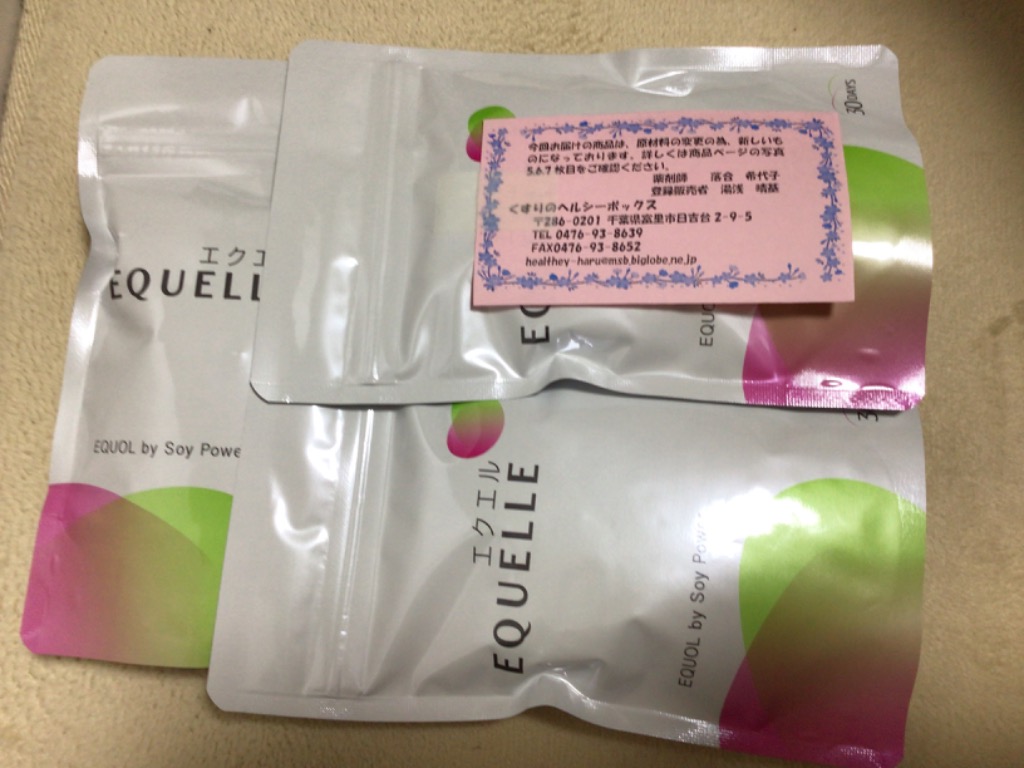 エクエ
EQUELL
EQUOL by Soy Powe
30 DAYS
今回お届けの商品は、原材料の変更の為、新しいも
のになっております。詳しくは商品ページの写真
5.6.7枚目をご確認ください。
薬剤師 落合 希代子
登録販売者 湯浅 晴基
くすりのヘルシーボックス
〒286-0201 千葉県富里市日吉台2-9-5
TEL 0476-93-8639
FAX0476-93-8652
healthey-haru@msb.biglobe.ne.jp
EQUO
エクエル
EQUELLE
EQUOL by Soy Pow
3